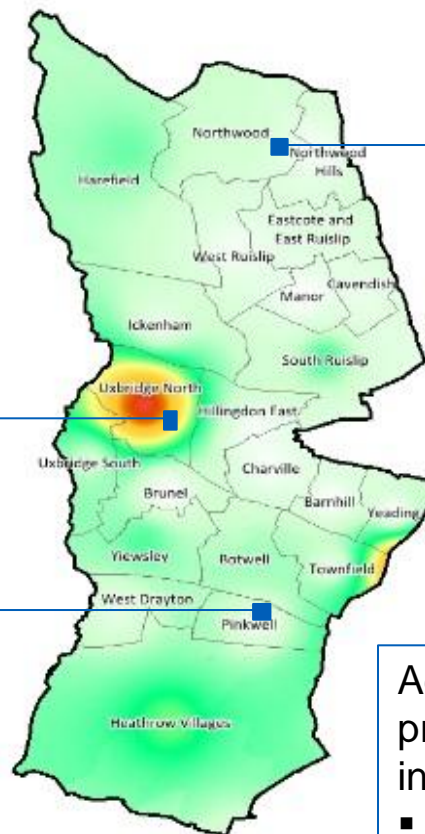 Northwood
Northwood
Hills
Harefield
Eastcote and
East Ruislip
West Ruislip
Cavendish
Manor
Ickenham
South Ruislip
Uxbridge North
Hillingdon East
Uxbridge South
Charville
Brunel
Barnhill
Yeading
Yiewsley
Botwell
Townfield
West Drayton
Pinkwell
Heathrow Villages
A
pr
in
▪